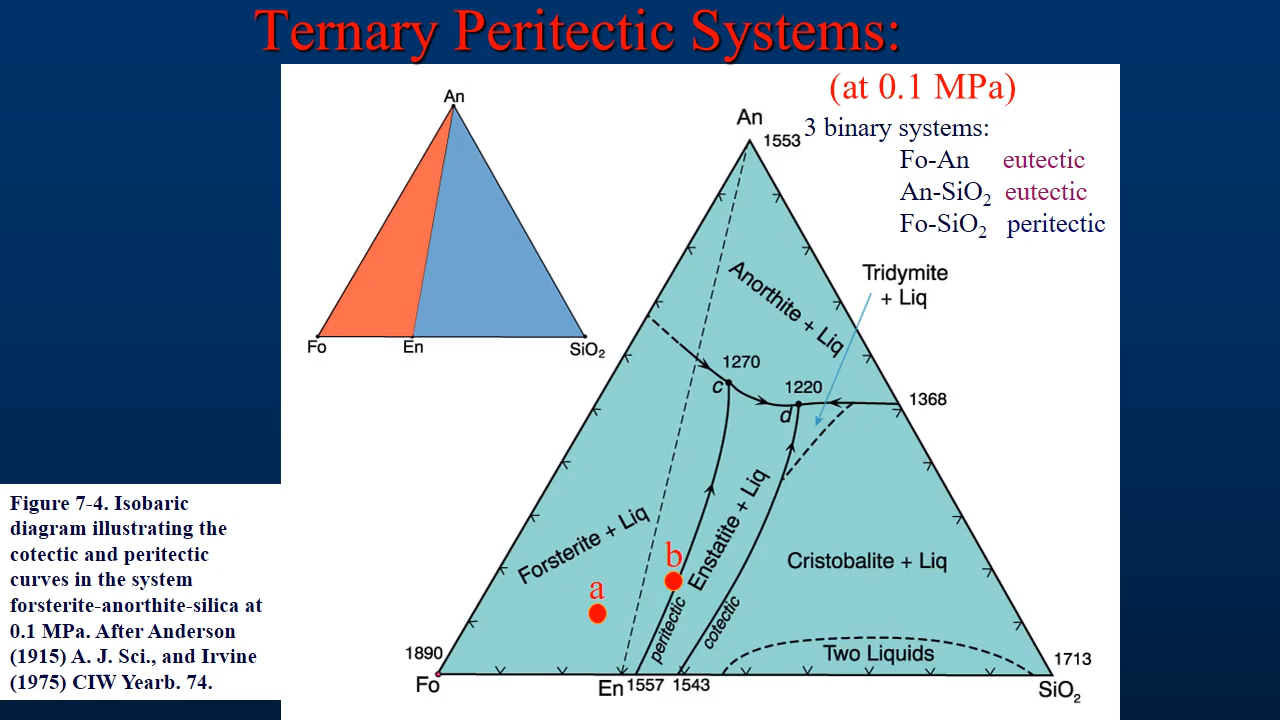 Ternary Peritectic Systems:
(at 0.1 MPa)
3 binary systems:
Fo-An eutectic
An-SiO₂ eutectic
Fo-SiO₂ peritectic
An
Fo
En
SiO₂
An
1553
Tridymite
+ Liq
Anorthite + Liq
1270
c
1220
d
1368
Forsterite + Liq
Enstatite + Liq
Cristobalite + Liq
a
b
peritectic
cotectic
Two Liquids
1890
Fo
En
1557
1543
1713
SiO₂
Figure 7-4. Isobaric
diagram illustrating the
cotectic and peritectic
curves in the system
forsterite-anorthite-silica at
0.1 MPa. After Anderson
(1915) A. J. Sci., and Irvine
(1975) CIW Yearb. 74.